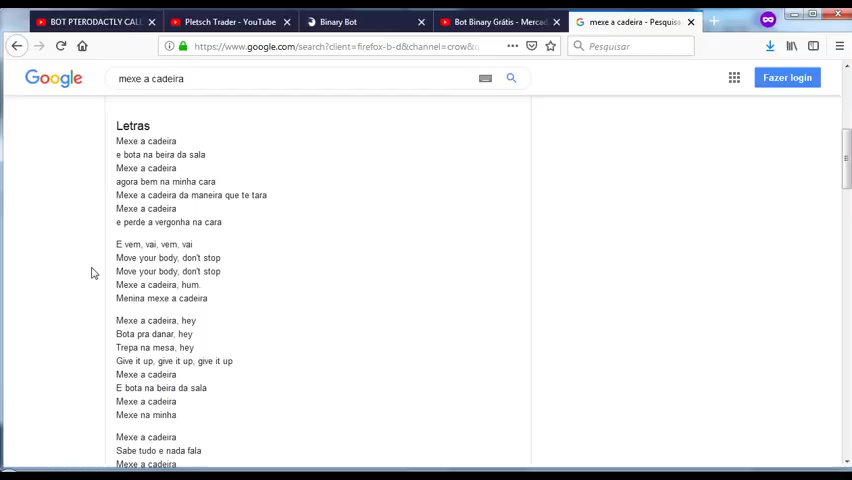 BOT PTERODACTLY CALL
Pletsch Trader - YouTube
Binary Bot
Bot Binary Grátis - Mercad
mexe a cadeira - Pesquisa
https://www.google.com/search?client=firefox-b-d&channel=crow&
Pesquisar
Google
mexe a cadeira
Fazer login
Letras
Mexe a cadeira
e bota na beira da sala
Mexe a cadeira
agora bem na minha cara
Mexe a cadeira da maneira que te tara
Mexe a cadeira
e perde a vergonha na cara
E vem, vai, vem. vai
Move your body, don't stop
Move your body, don't stop
Mexe a cadeira, hum.
Menina mexe a cadeira
Mexe a cadeira, hey
Bota pra danar, hey
Trepa na mesa, hey
Give it up, give it up, give it up
Mexe a cadeira
E bota na beira da sala
Mexe a cadeira
Mexe na minha
Mexe a cadeira
Sabe tudo e nada fala
Mexe a cadeira